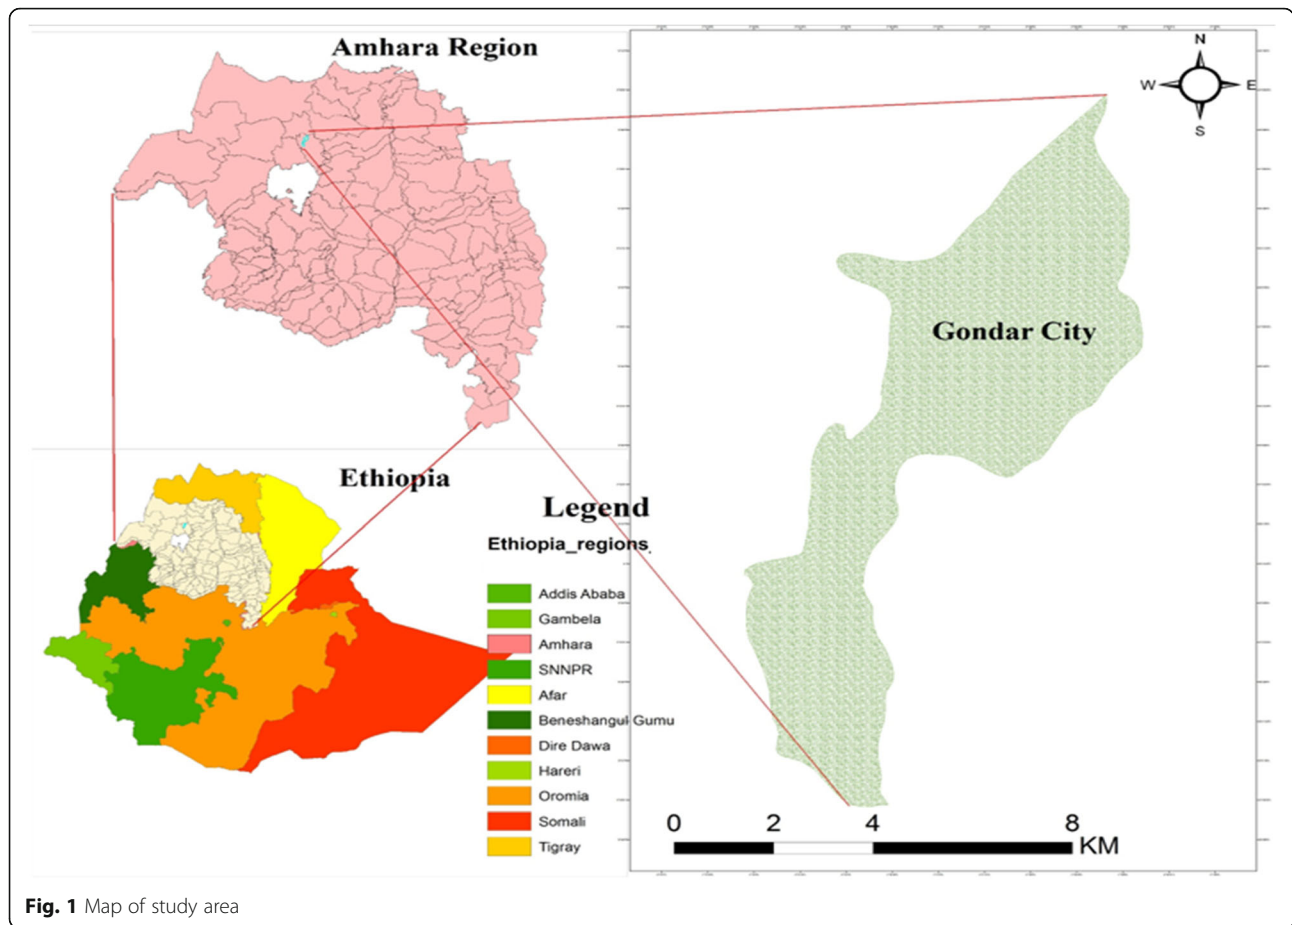 Amhara Region
N
W E
S
Gondar City
Ethiopia
Legend
Ethiopia_regions
Addis Ababa
Gambela
Amhara
SNNPR
Afar
Beneshangul Gumu
Dire Dawa
Hareri
Oromia
Somali
Tigray
0 2 4 8
KM
Fig. 1 Map of study area